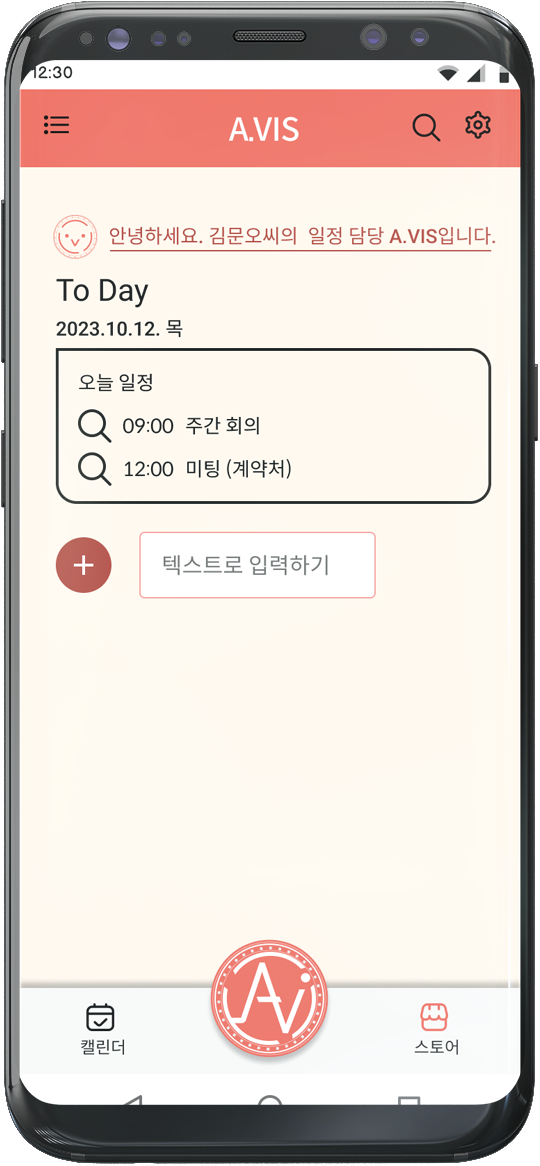 12:30
A.VIS
안녕하세요. 김문오씨의 일정 담당 A.VIS입니다.
To Day
2023.10.12. 목
오늘 일정
09:00 주간 회의
12:00 미팅 (계약처)
+
텍스트로 입력하기
캘린더
Avi
스토어